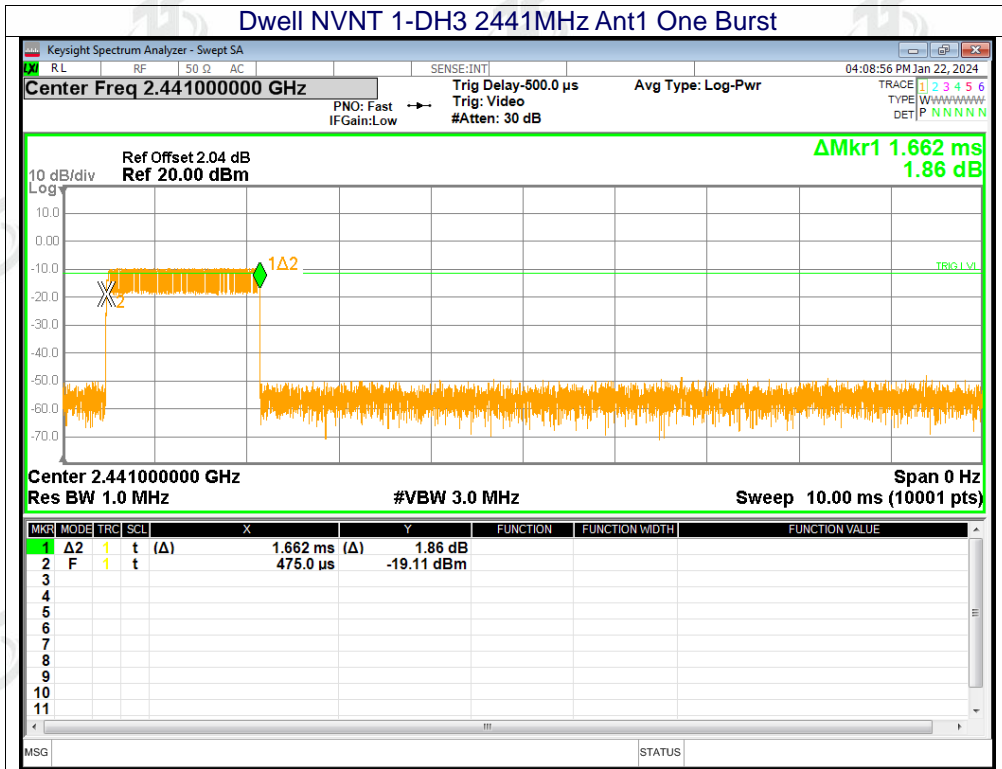 Dwell NVNT 1-DH3 2441MHz Ant1 One Burst
Keysight Spectrum Analyzer - Swept SA
LXI RL RF 50 Ω AC SENSE:INT 04:08:56 PM Jan 22, 2024
Center Freq 2.441000000 GHz
PNO: Fast
IFGain:Low
Trig Delay-500.0 µs
Trig: Video
#Atten: 30 dB
Avg Type: Log-Pwr
TRACE 1 2 3 4 5 6
TYPE WWWWWWW
DET P N N N N N
ΔMkr1 1.662 ms
1.86 dB
Ref Offset 2.04 dB
10 dB/div Ref 20.00 dBm
Log
10.0
0.00
-10.0
-20.0
-30.0
-40.0
-50.0
-60.0
-70.0
1Δ2
2
TRIG LVL
Center 2.441000000 GHz Span 0 Hz
Res BW 1.0 MHz #VBW 3.0 MHz Sweep 10.00 ms (10001 pts)
MKR MODE TRC SCL X Y FUNCTION FUNCTION WIDTH FUNCTION VALUE
1 Δ2 1 t (Δ) 1.662 ms (Δ) 1.86 dB
2 F 1 t 475.0 µs -19.11 dBm
3
4
5
6
7
8
9
10
11
MSG STATUS